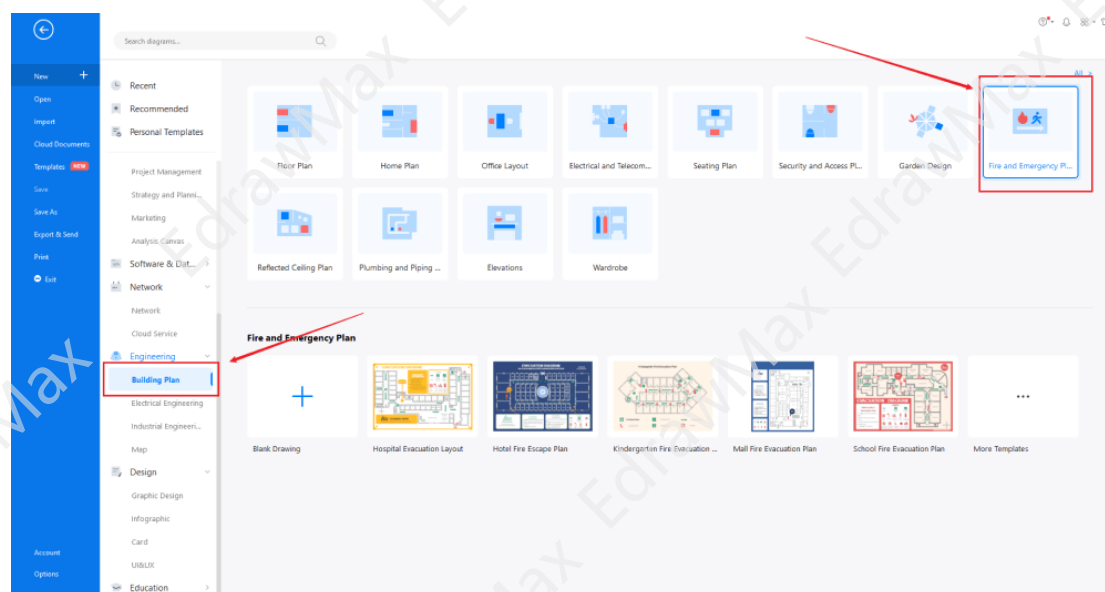 Search diagrams...
New +
Open
Import
Cloud Documents
Templates NEW
Save
Save As
Export & Send
Print
Exit
Account
Options
Recent
Recommended
Personal Templates
Project Management
Strategy and Planni...
Marketing
Analysis Canvas
Software & Dat...
Network
Network
Cloud Service
Engineering
Building Plan
Electrical Engineering
Industrial Engineeri...
Map
Design
Graphic Design
Infographic
Card
UI&UX
Education
All >
Floor Plan
Home Plan
Office Layout
Electrical and Telecom...
Seating Plan
Security and Access Pl...
Garden Design
Fire and Emergency Pl...
Reflected Ceiling Plan
Plumbing and Piping ...
Elevations
Wardrobe
Fire and Emergency Plan
Blank Drawing
Hospital Evacuation Layout
Hotel Fire Escape Plan
Kindergarten Fire Evacuation ...
Mall Fire Evacuation Plan
School Fire Evacuation Plan
More Templates
EdrawMax
EdrawMax
EdrawMax